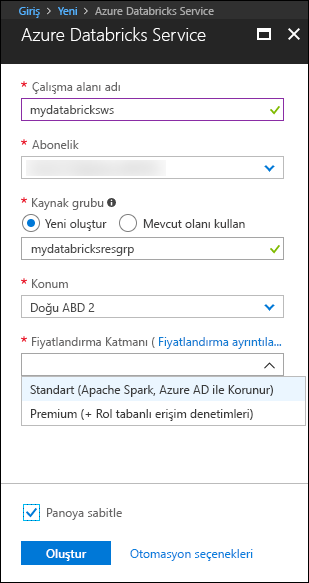 Giriş > Yeni > Azure Databricks Service
Azure Databricks Service
* Çalışma alanı adı
mydatabricksws
* Abonelik
* Kaynak grubu
Yeni oluştur Mevcut olanı kullan
mydatabricksresgrp
* Konum
Doğu ABD 2
* Fiyatlandırma Katmanı ( Fiyatlandırma ayrıntıla...
Standart (Apache Spark, Azure AD ile Korunur)
Premium (+ Rol tabanlı erişim denetimleri)
Panoya sabitle
Oluştur Otomasyon seçenekleri